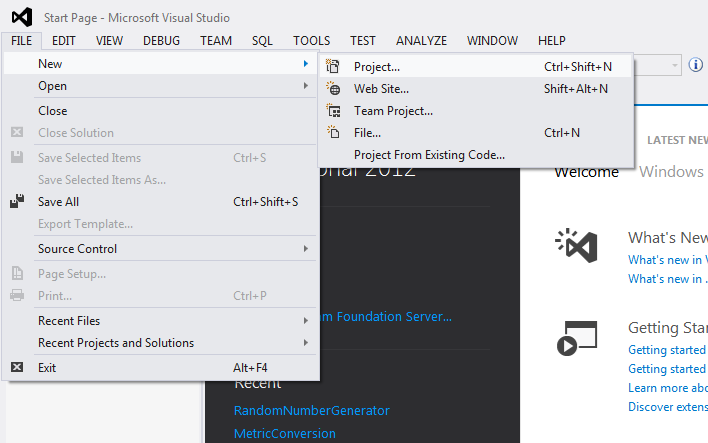 Start Page - Microsoft Visual Studio
FILE EDIT VIEW DEBUG TEAM SQL TOOLS TEST ANALYZE WINDOW HELP
New
Open
Close
Close Solution
Save Selected Items Ctrl+S
Save Selected Items As...
Save All Ctrl+Shift+S
Export Template...
Source Control
Page Setup...
Print... Ctrl+P
Recent Files
Recent Projects and Solutions
Exit Alt+F4
Project... Ctrl+Shift+N
Web Site... Shift+Alt+N
Team Project...
File... Ctrl+N
Project From Existing Code...
2012
Foundation Server...
Recent
RandomNumberGenerator
MetricConversion
LATEST NEW
Welcome Windows
What's New
What's new in
What's new in .
Getting Star
Getting started
Getting started
Learn more abo
Discover extens